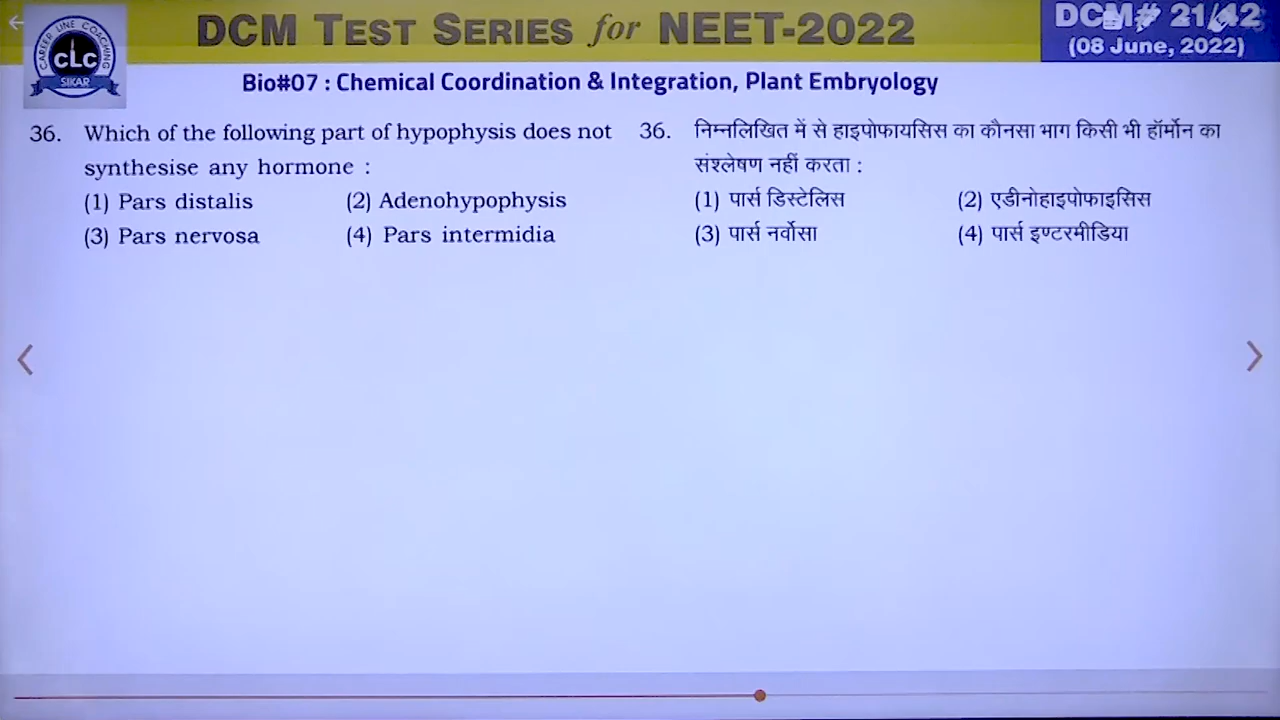 DCM TEST SERIES for NEET-2022
DCM# 21/42
(08 June, 2022)
CAREER LINE COACHING
CLC
SIKAR
Bio#07 : Chemical Coordination & Integration, Plant Embryology
36. Which of the following part of hypophysis does not
synthesise any hormone :
(1) Pars distalis (2) Adenohypophysis
(3) Pars nervosa (4) Pars intermidia
36. निम्नलिखित में से हाइपोफायसिस का कौनसा भाग किसी भी हॉर्मोन का
संश्लेषण नहीं करता :
(1) पार्स डिस्टेलिस (2) एडीनोहाइपोफाइसिस
(3) पार्स नर्वोसा (4) पार्स इण्टरमीडिया